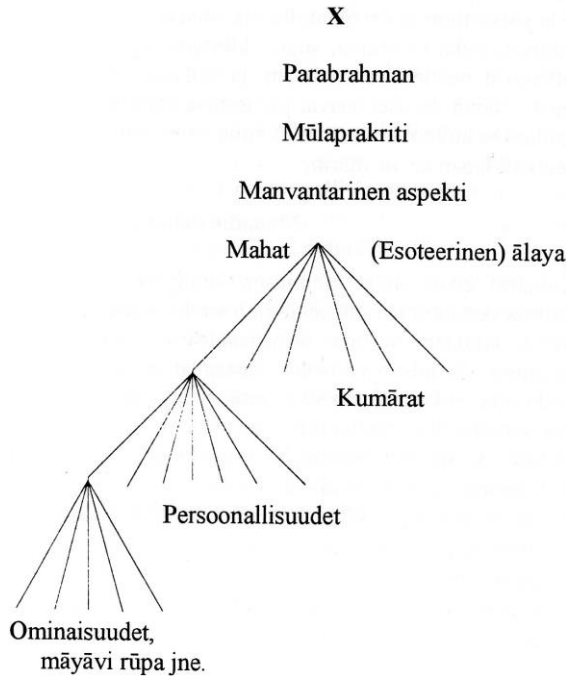 X
Parabrahman
Mūlaprakriti
Manvantarinen aspekti
Mahat (Esoteerinen) ālaya
Kumārat
Persoonallisuudet
Ominaisuudet,
māyāvi rūpa jne.